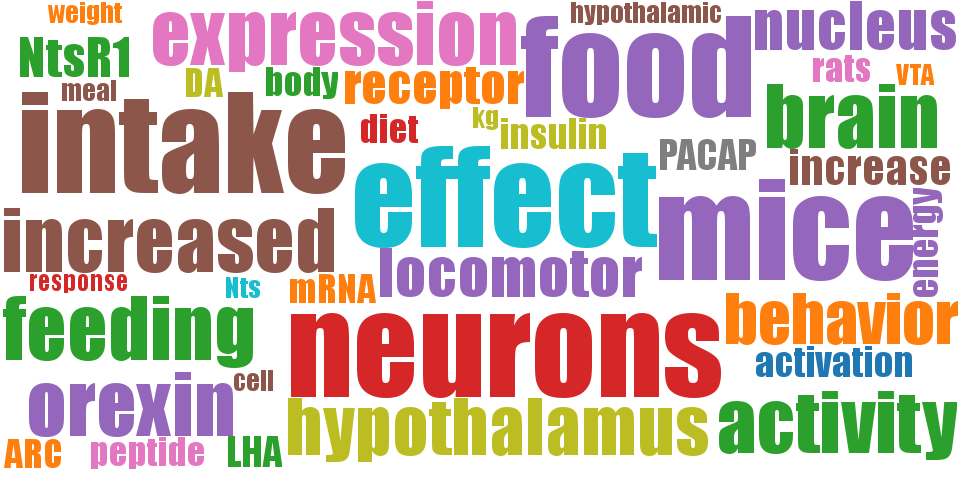 weight
expression
hypothalamic
nucleus
NtsR1
food
rats
VTA
meal
DA
body
receptor
intake
diet
kg
insulin
brain
PACAP
increase
effect
mice
energy
increased
locomotor
response
Nts
mRNA
feeding
neurons
behavior
activation
orexin
cell
hypothalamus
activity
ARC
peptide
LHA